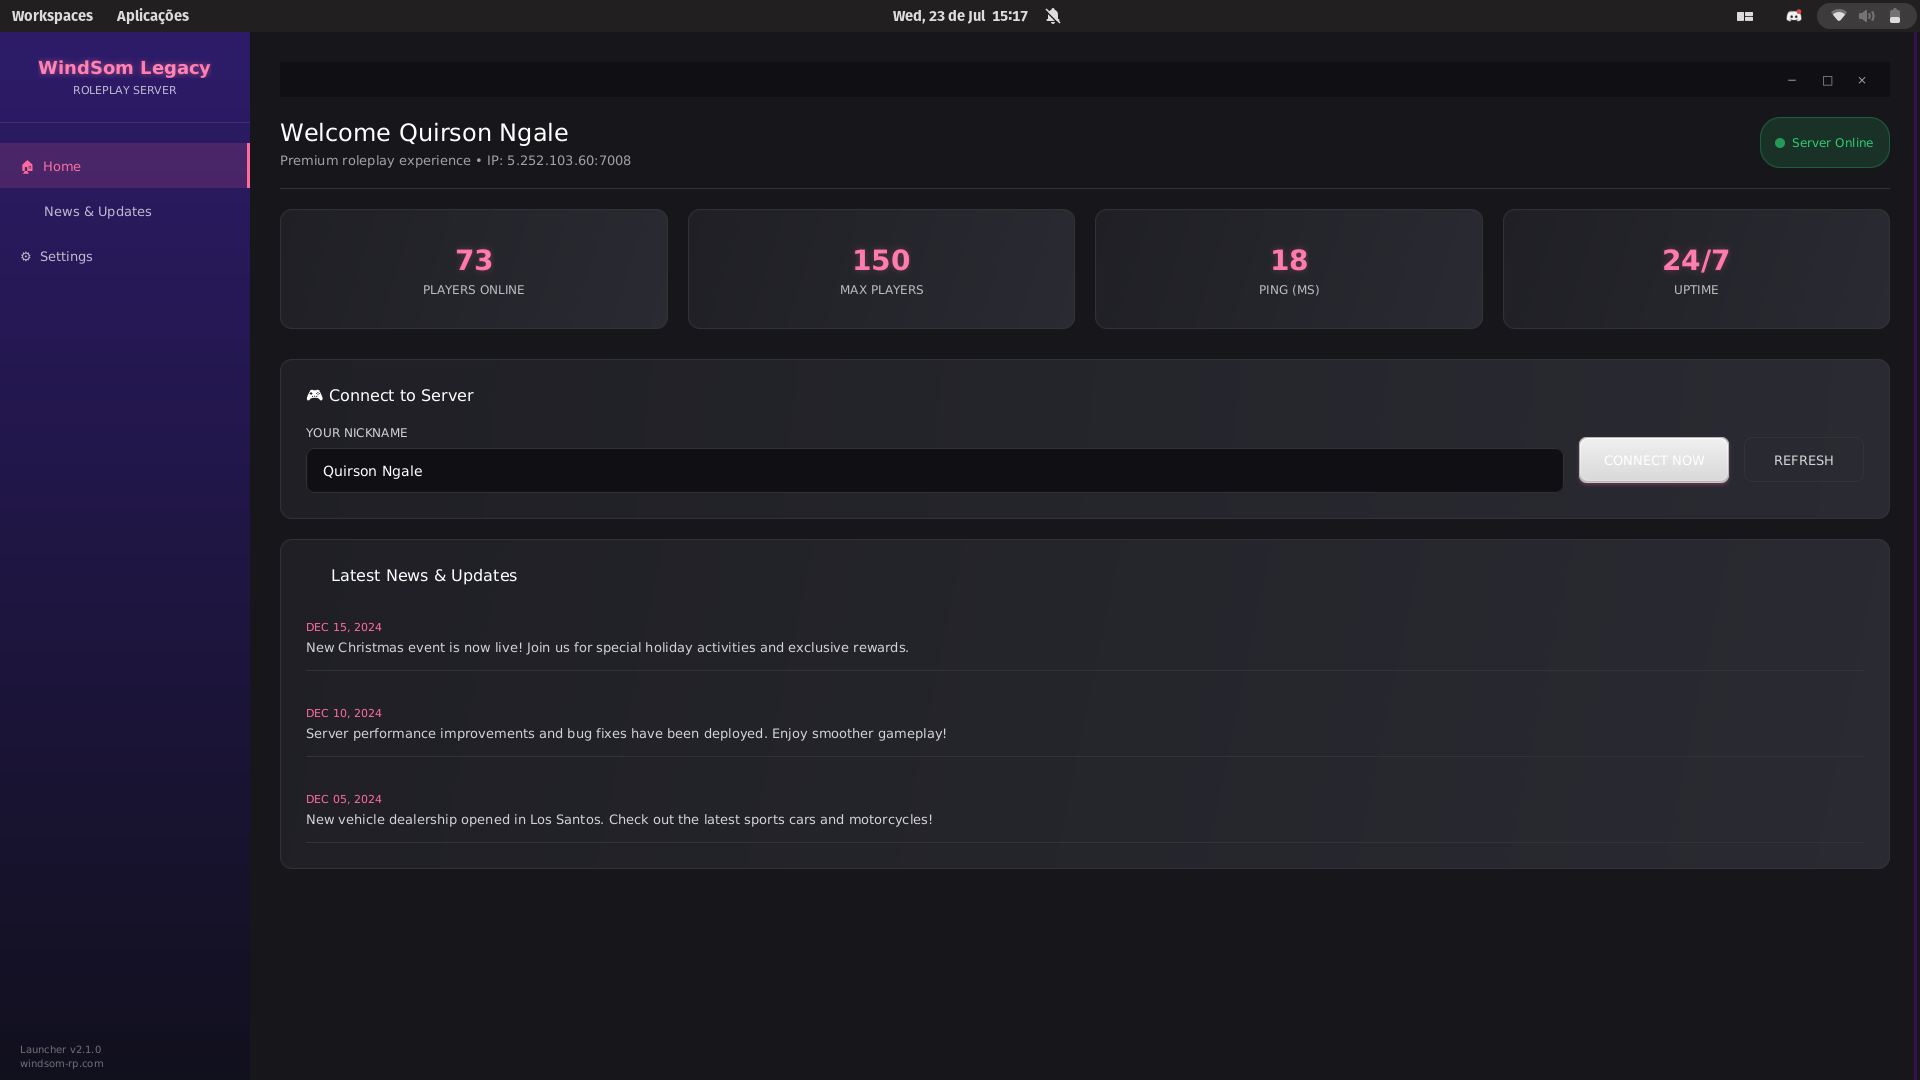 Workspaces Aplicações Wed, 23 de Jul 15:17
WindSom Legacy
ROLEPLAY SERVER
Home
News & Updates
Settings
Launcher v2.1.0
windsom-rp.com
Welcome Quirson Ngale
Premium roleplay experience • IP: 5.252.103.60:7008
Server Online
73
PLAYERS ONLINE
150
MAX PLAYERS
18
PING (MS)
24/7
UPTIME
Connect to Server
YOUR NICKNAME
Quirson Ngale
CONNECT NOW
REFRESH
Latest News & Updates
DEC 15, 2024
New Christmas event is now live! Join us for special holiday activities and exclusive rewards.
DEC 10, 2024
Server performance improvements and bug fixes have been deployed. Enjoy smoother gameplay!
DEC 05, 2024
New vehicle dealership opened in Los Santos. Check out the latest sports cars and motorcycles!